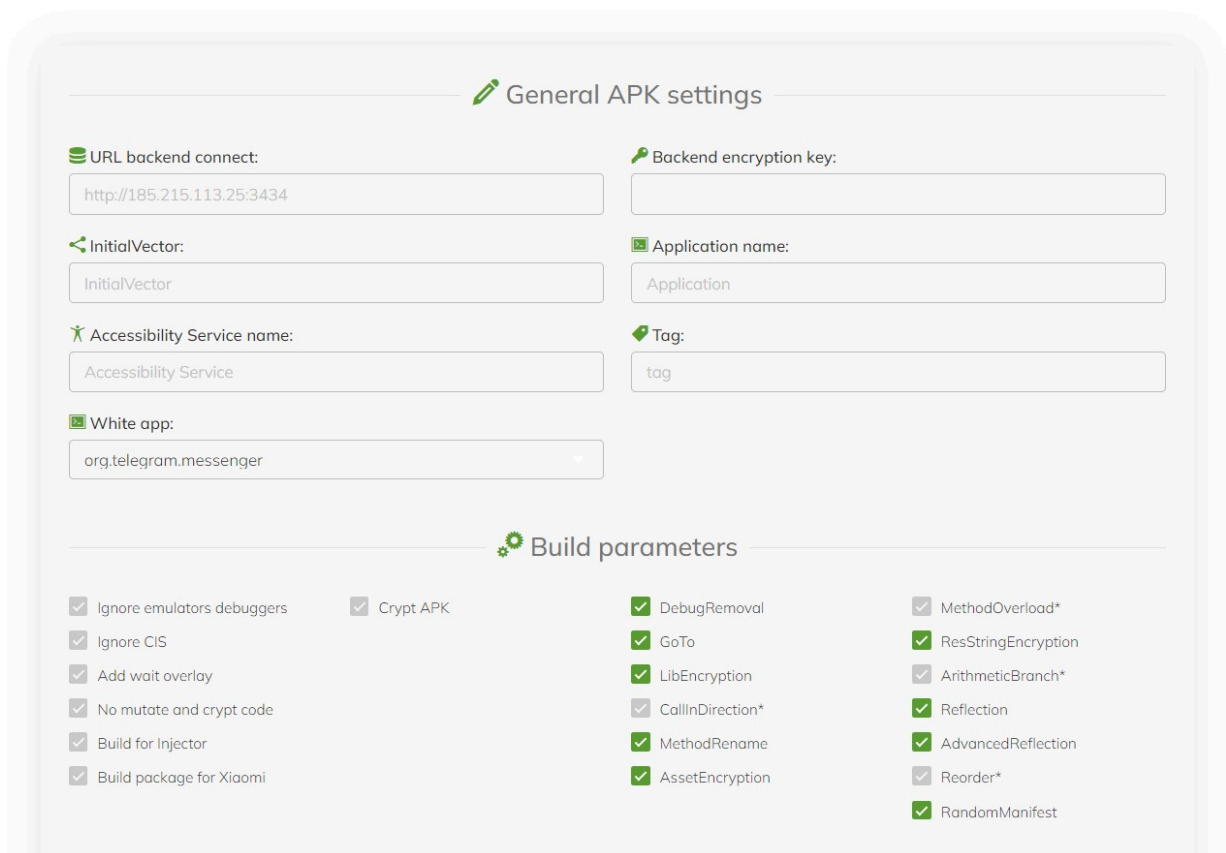 General APK settings
URL backend connect:
Backend encryption key:
http://185.215.113.25:3434
InitialVector:
Application name:
InitialVector
Application
Accessibility Service name:
Tag:
Accessibility Service
tag
White app:
org.telegram.messenger
Build parameters
Ignore emulators debuggers
Crypt APK
DebugRemoval
MethodOverload*
Ignore CIS
GoTo
ResStringEncryption
Add wait overlay
LibEncryption
ArithmeticBranch*
No mutate and crypt code
CallInDirection*
Reflection
Build for Injector
MethodRename
AdvancedReflection
Build package for Xiaomi
AssetEncryption
Reorder*
RandomManifest